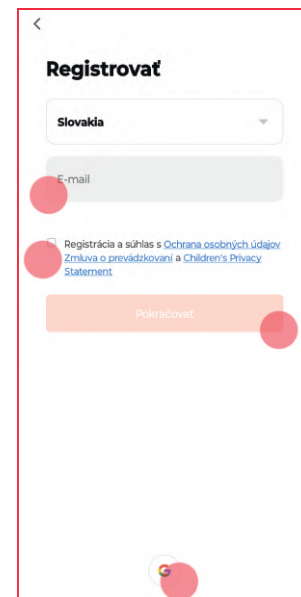 Registrovať
Slovakia
E-mail
Registrácia a súhlas s Ochrana osobných údajov
Zmluva o prevádzkovaní a Children's Privacy
Statement
Pokračovať